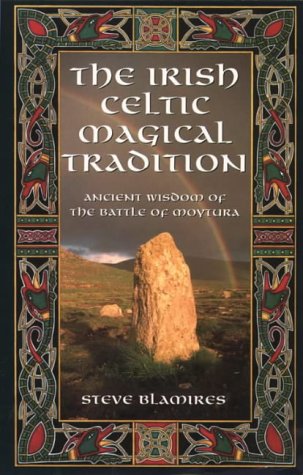 THE IRISH
CELTIC
MAGICAL
TRADITION
ANCIENT WISDOM OF
THE BATTLE OF MOYTURA
STEVE BLAMIRES